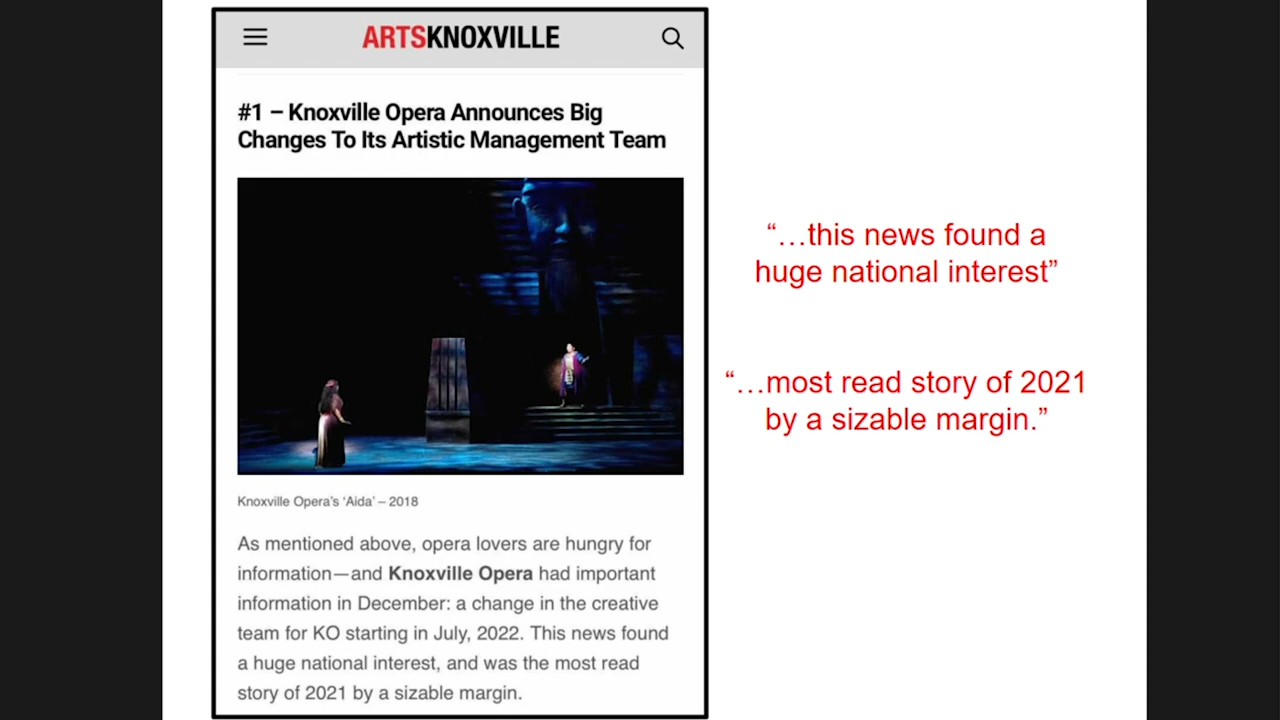 ARTSKNOXVILLE
#1 – Knoxville Opera Announces Big
Changes To Its Artistic Management Team
Knoxville Opera's ‘Aida’ – 2018
As mentioned above, opera lovers are hungry for
information—and Knoxville Opera had important
information in December: a change in the creative
team for KO starting in July, 2022. This news found
a huge national interest, and was the most read
story of 2021 by a sizable margin.
“…this news found a
huge national interest”
“…most read story of 2021
by a sizable margin.”